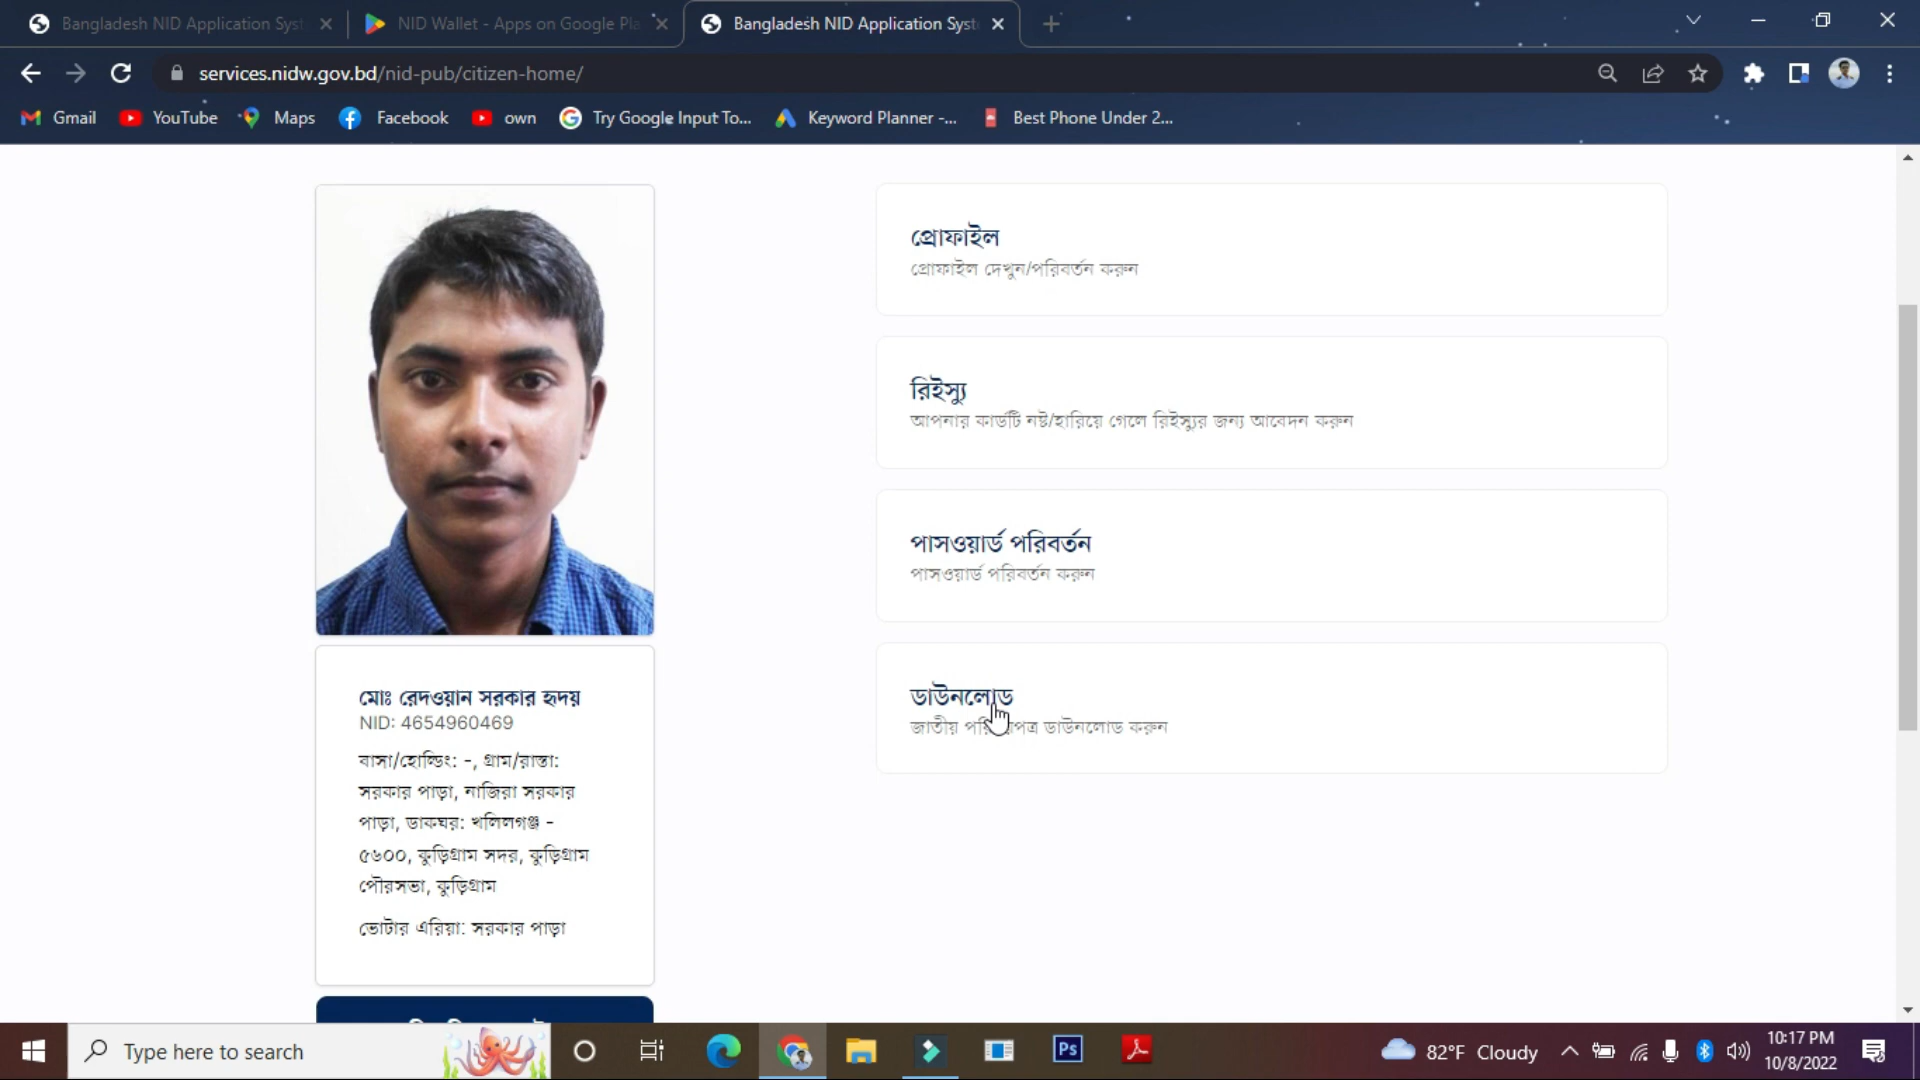 Bangladesh NID Application Syst
NID Wallet - Apps on Google Pla
Bangladesh NID Application Syst
services.nidw.gov.bd/nid-pub/citizen-home/
Gmail
YouTube
Maps
Facebook
own
Try Google Input To...
Keyword Planner -...
Best Phone Under 2...
প্রোফাইল
প্রোফাইল দেখুন/পরিবর্তন করুন
রিইস্যু
আপনার কার্ডটি নষ্ট/হারিয়ে গেলে রিইস্যুর জন্য আবেদন করুন
পাসওয়ার্ড পরিবর্তন
পাসওয়ার্ড পরিবর্তন করুন
ডাউনলোড
জাতীয় ডাউনলোড করুন
মোঃ রেদওয়ান সরকার হৃদয়
NID: 4654960469
বাসা/হোল্ডিং: -, গ্রাম/রাস্তা:
সরকার পাড়া, নাজিরা সরকার
পাড়া, ডাকঘর: খলিলগঞ্জ -
৫৬০০, কুড়িগ্রাম সদর, কুড়িগ্রাম
পৌরসভা, কুড়িগ্রাম
ভোটার এরিয়া: সরকার পাড়া
Type here to search
Ps
82°F Cloudy
10:17 PM
10/8/2022